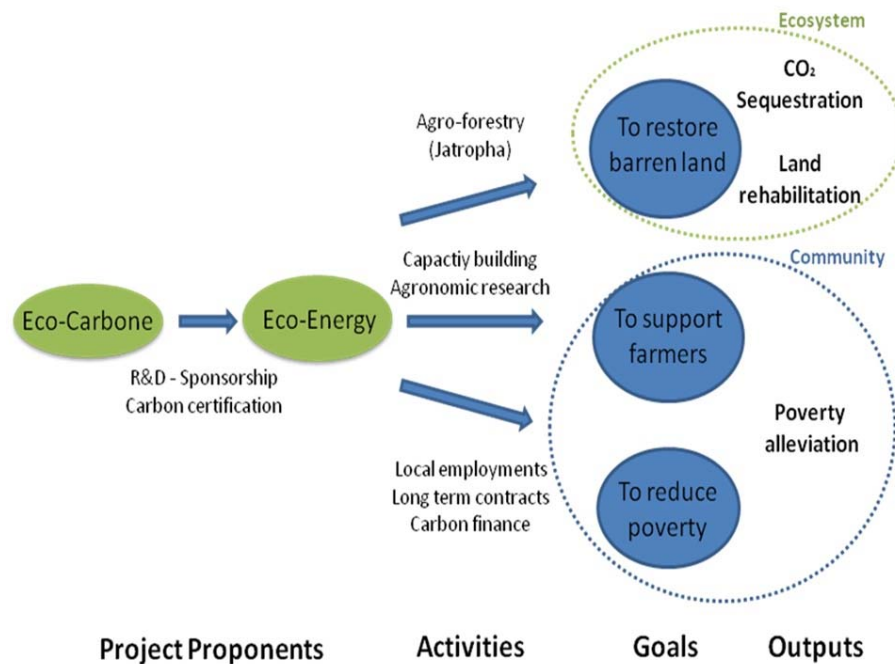 Ecosystem
CO₂
Sequestration
Agro-forestry
(Jatropha)
To restore
barren land
Land
rehabilitation
Community
Capactiy building
Agronomic research
Eco-Carbone
Eco-Energy
To support
farmers
R&D - Sponsorship
Carbon certification
Poverty
alleviation
Local employments
Long term contracts
Carbon finance
To reduce
poverty
Project Proponents
Activities
Goals
Outputs